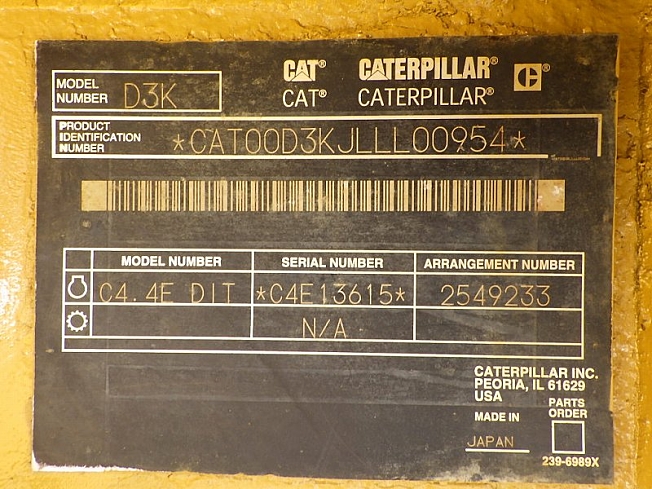 MODEL NUMBER D3K
CAT® CATERPILLAR® C®
CAT® CATERPILLAR®
PRODUCT
IDENTIFICATION
NUMBER
*CAT00D3KJLLL00954*
MODEL NUMBER SERIAL NUMBER ARRANGEMENT NUMBER
C4.4E DIT *C4E13615* 2549233
N/A
CATERPILLAR INC.
PEORIA, IL 61629
USA
MADE IN JAPAN
PARTS
ORDER
239-6989X